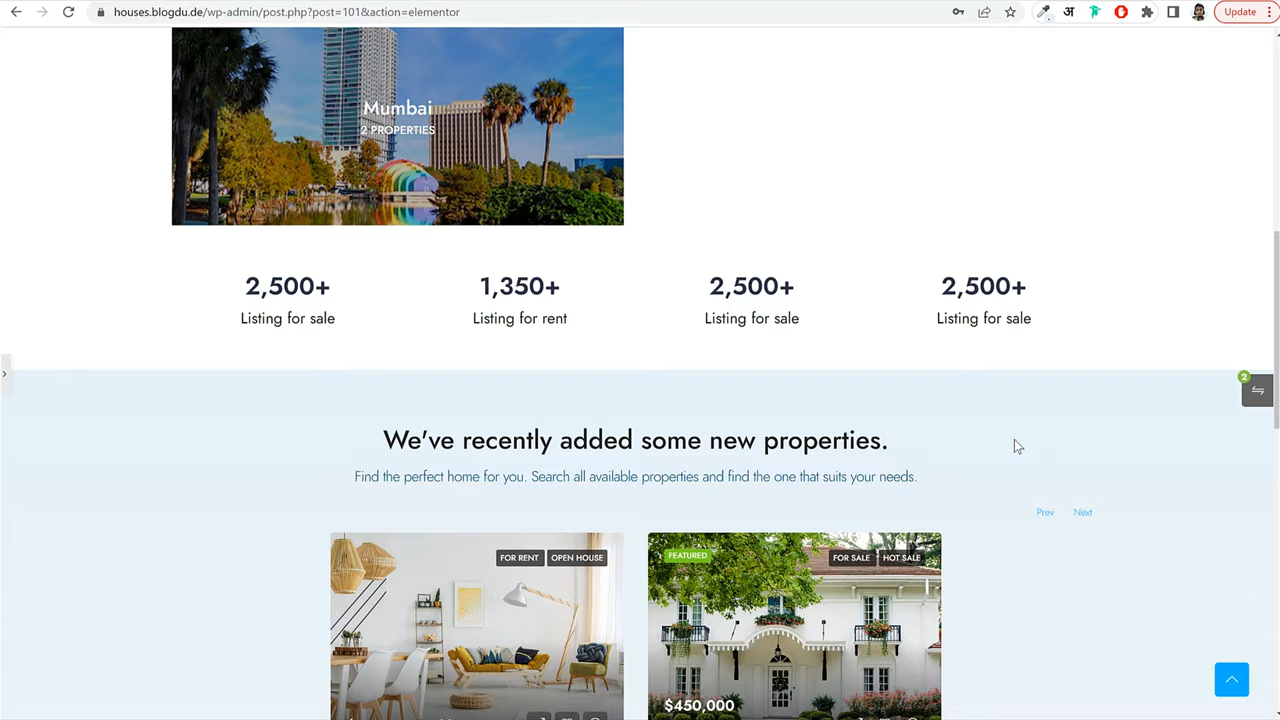 houses.blogdu.de/wp-admin/post.php?post=101&action=elementor
अ
Update
Mumbai
2 PROPERTIES
2,500+
1,350+
2,500+
2,500+
Listing for sale
Listing for rent
Listing for sale
Listing for sale
2
We've recently added some new properties.
Find the perfect home for you. Search all available properties and find the one that suits your needs.
Prev
Next
FOR RENT
OPEN HOUSE
FEATURED
FOR SALE
HOT SALE
$450,000